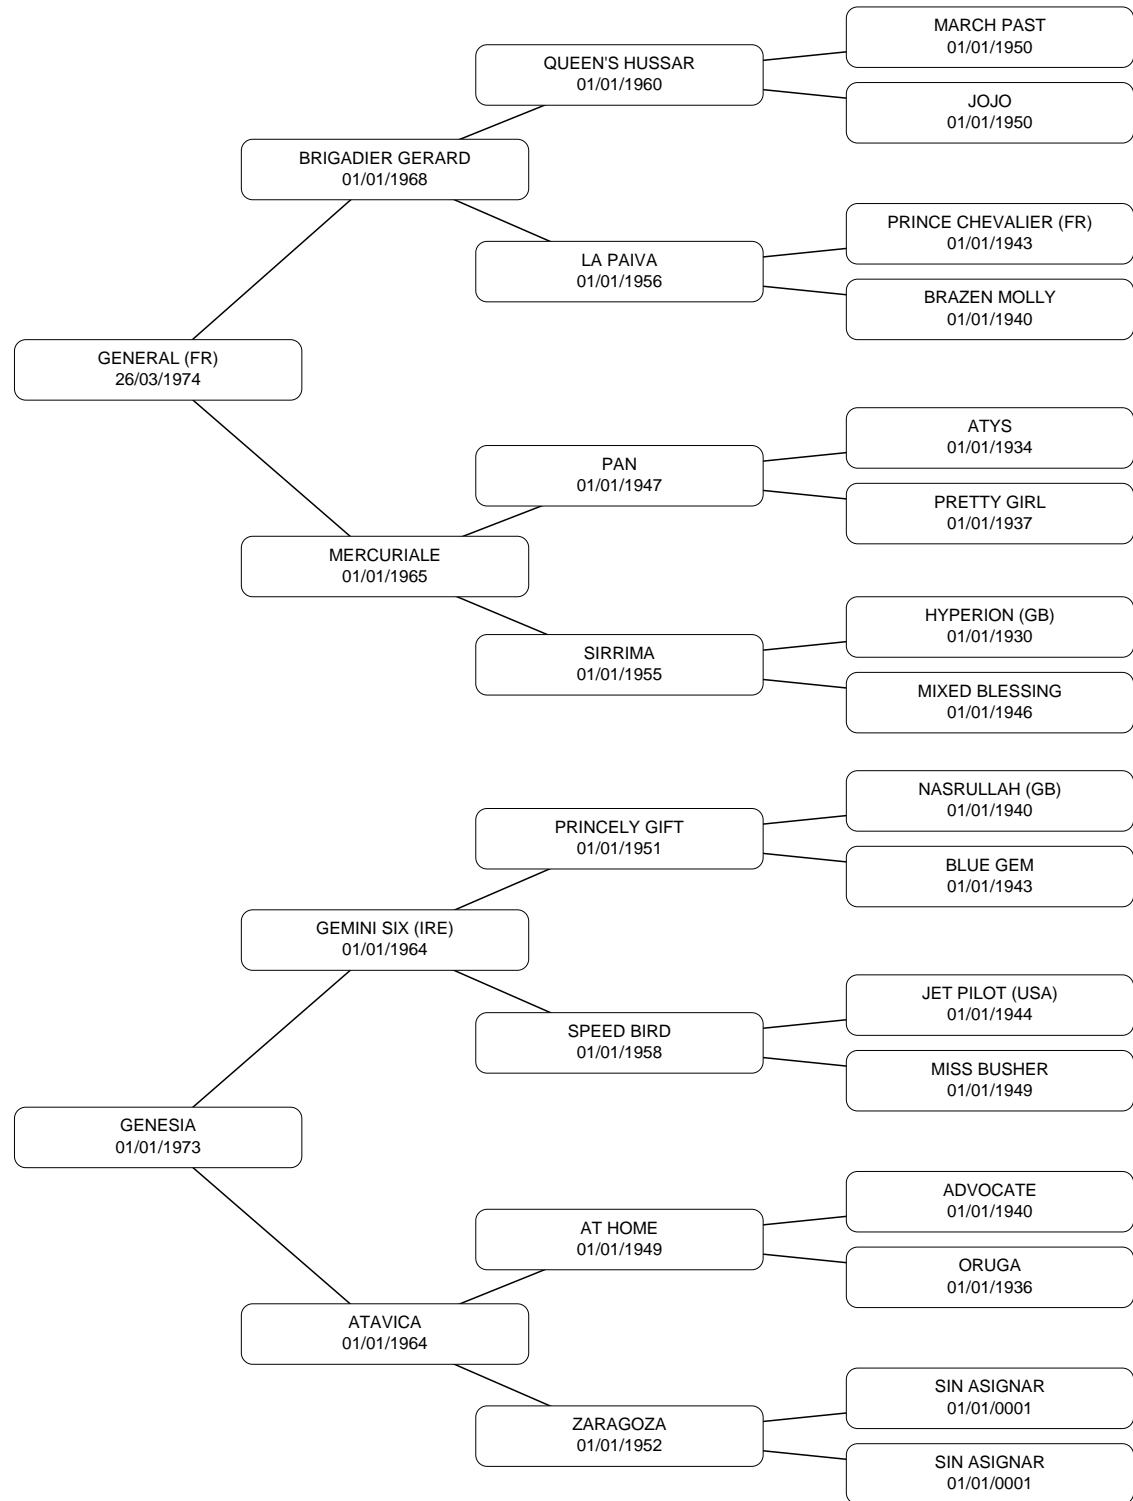 MARCH PAST
01/01/1950
QUEEN'S HUSSAR
01/01/1960
JOJO
01/01/1950
BRIGADIER GERARD
01/01/1968
PRINCE CHEVALIER (FR)
01/01/1943
LA PAIVA
01/01/1956
BRAZEN MOLLY
01/01/1940
GENERAL (FR)
26/03/1974
ATYS
01/01/1934
PAN
01/01/1947
PRETTY GIRL
01/01/1937
MERCURIALE
01/01/1965
HYPERION (GB)
01/01/1930
SIRRIMA
01/01/1955
MIXED BLESSING
01/01/1946
NASRULLAH (GB)
01/01/1940
PRINCELY GIFT
01/01/1951
BLUE GEM
01/01/1943
GEMINI SIX (IRE)
01/01/1964
JET PILOT (USA)
01/01/1944
SPEED BIRD
01/01/1958
MISS BUSHER
01/01/1949
GENESIA
01/01/1973
ADVOCATE
01/01/1940
AT HOME
01/01/1949
ORUGA
01/01/1936
ATAVICA
01/01/1964
SIN ASIGNAR
01/01/0001
ZARAGOZA
01/01/1952
SIN ASIGNAR
01/01/0001